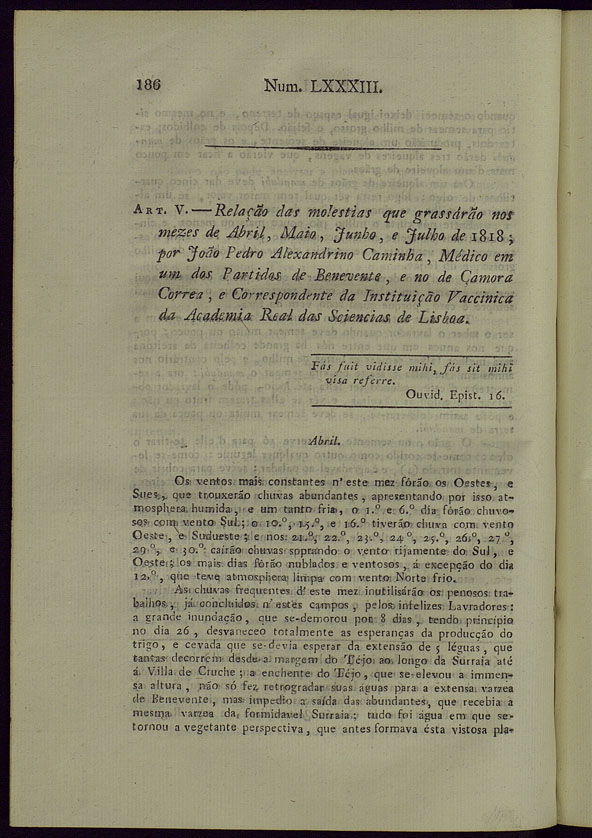 186 Num. LXXXIII.
ART. V. — Relação das molestias que grassárão nos
mezes de Abril, Maio, Junho, e Julho de 1818;
por João Pedro Alexandrino Caminha, Médico em
um dos Partidos de Benevente, e no de Çamora
Correa, e Correspondente da Instituição Vaccinica
da Academia Real das Sciencias de Lisboa.
Fás fuit vidisse mihi, fás sit mihi
visa referre.
Ouvid. Epist. 16.
Abril.
Os ventos mais constantes n'este mez fôrão os Oestes, e
Sues, que trouxerão chuvas abundantes, apresentando por isso at-
mosphera humida, e um tanto fria, o 1.º e 6.º dia fôrão chuvo-
sos com vento Sul; o 10.º, 15.º, e 16.º tiverão chuva com vento
Oeste, e Sudueste; e nos 21.º, 22.º, 23.º, 24º, 25.º, 26.º, 27,
29º, e 30.º caírão chuvas soprando o vento rijamente do Sul, e
Oeste; os mais dias fôrão nublados e ventosos, á excepção do dia
12.º, que teve atmosphera limpa com vento Norte frio.
As chuvas frequentes d'este mez inutilisárão os penosos tra-
balhos, já concluidos n'estes campos, pelos infelizes Lavradores:
a grande inundação, que se-demorou por 8 dias, tendo princípio
no dia 26, desvaneceo totalmente as esperanças da producção do
trigo, e cevada que se-devia esperar da extensão de 5 léguas, que
tantas decorrem desde a margem do Téjo ao longo da Surraia até
á Villa de Cruche; a enchente do Téjo, que se-elevou a immen-
sa altura, não só fez retrogradar suas águas para a extensa varzea
de Benevente, mas impedio a saída das abundantes, que recebia a
mesma varzea da formidavel Surraia; tudo foi água em que se-
tornou a vegetante perspectiva, que antes formava ésta vistosa pla-